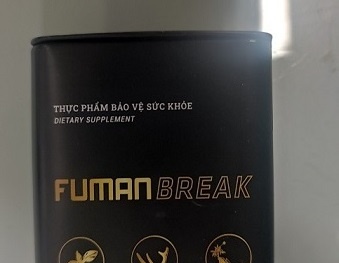 THỰC PHẨM BẢO VỆ SỨC KHỎE
DIETARY SUPPLEMENT
FUMAN BREAK